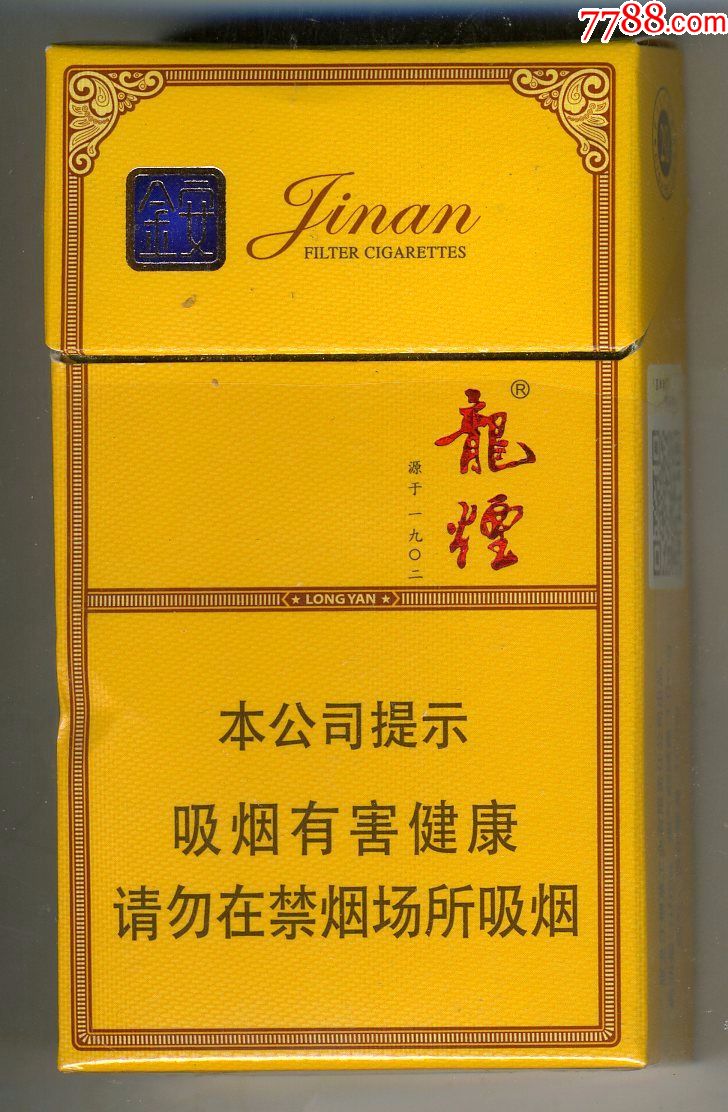 7788.com
金安
Jinan
FILTER CIGARETTES
®
龍煙
源于一九〇二
★ LONG YAN ★
本公司提示
吸烟有害健康
请勿在禁烟场所吸烟